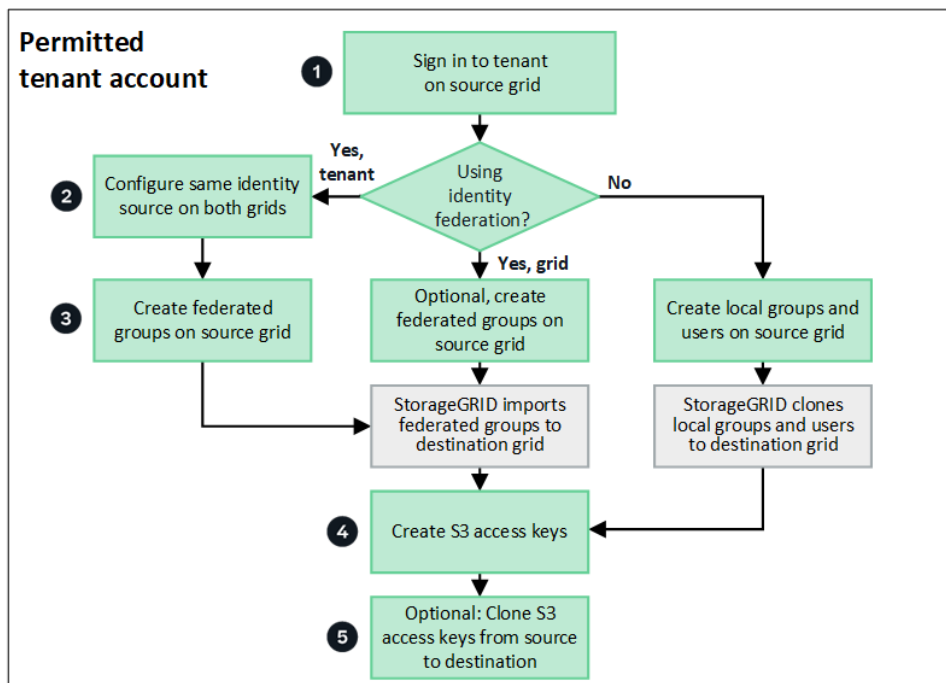 Permitted
tenant account
1
Sign in to tenant
on source grid
Yes,
tenant
Using
identity
federation?
No
2
Configure same identity
source on both grids
Yes, grid
3
Create federated
groups on source grid
Optional, create
federated groups on
source grid
Create local groups and
users on source grid
StorageGRID imports
federated groups to
destination grid
StorageGRID clones
local groups and users
to destination grid
4
Create S3 access keys
5
Optional: Clone S3
access keys from source
to destination